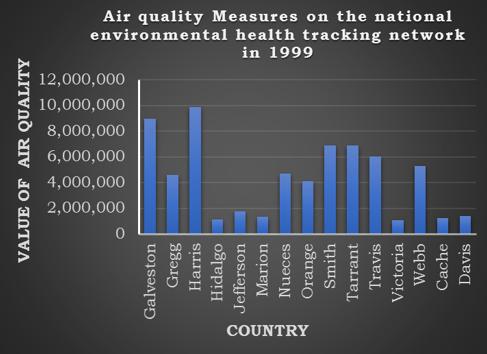 Air quality Measures on the national
environmental health tracking network
in 1999
VALUE OF AIR QUALITY
12,000,000
10,000,000
8,000,000
6,000,000
4,000,000
2,000,000
0
Galveston
Gregg
Harris
Hidalgo
Jefferson
Marion
Nueces
Orange
Smith
Tarrant
Travis
Victoria
Webb
Cache
Davis
COUNTRY